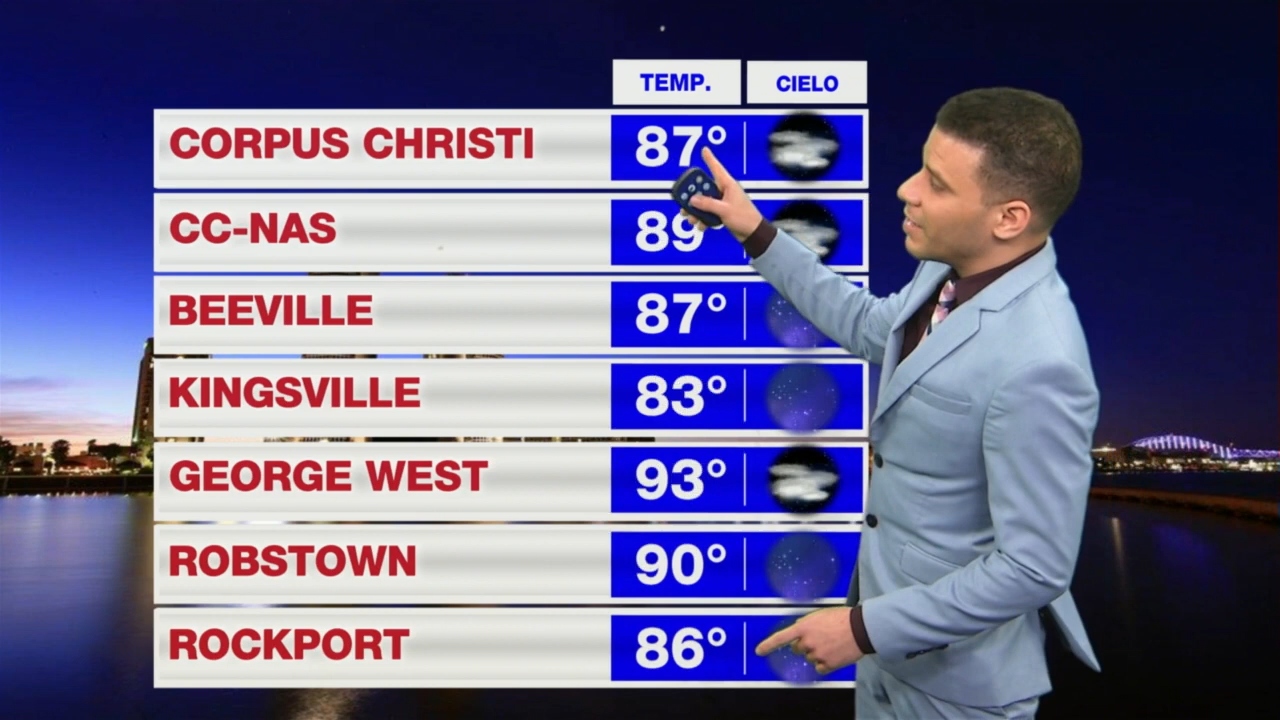 TEMP. CIELO
CORPUS CHRISTI 87°
CC-NAS 89°
BEEVILLE 87°
KINGSVILLE 83°
GEORGE WEST 93°
ROBSTOWN 90°
ROCKPORT 86°